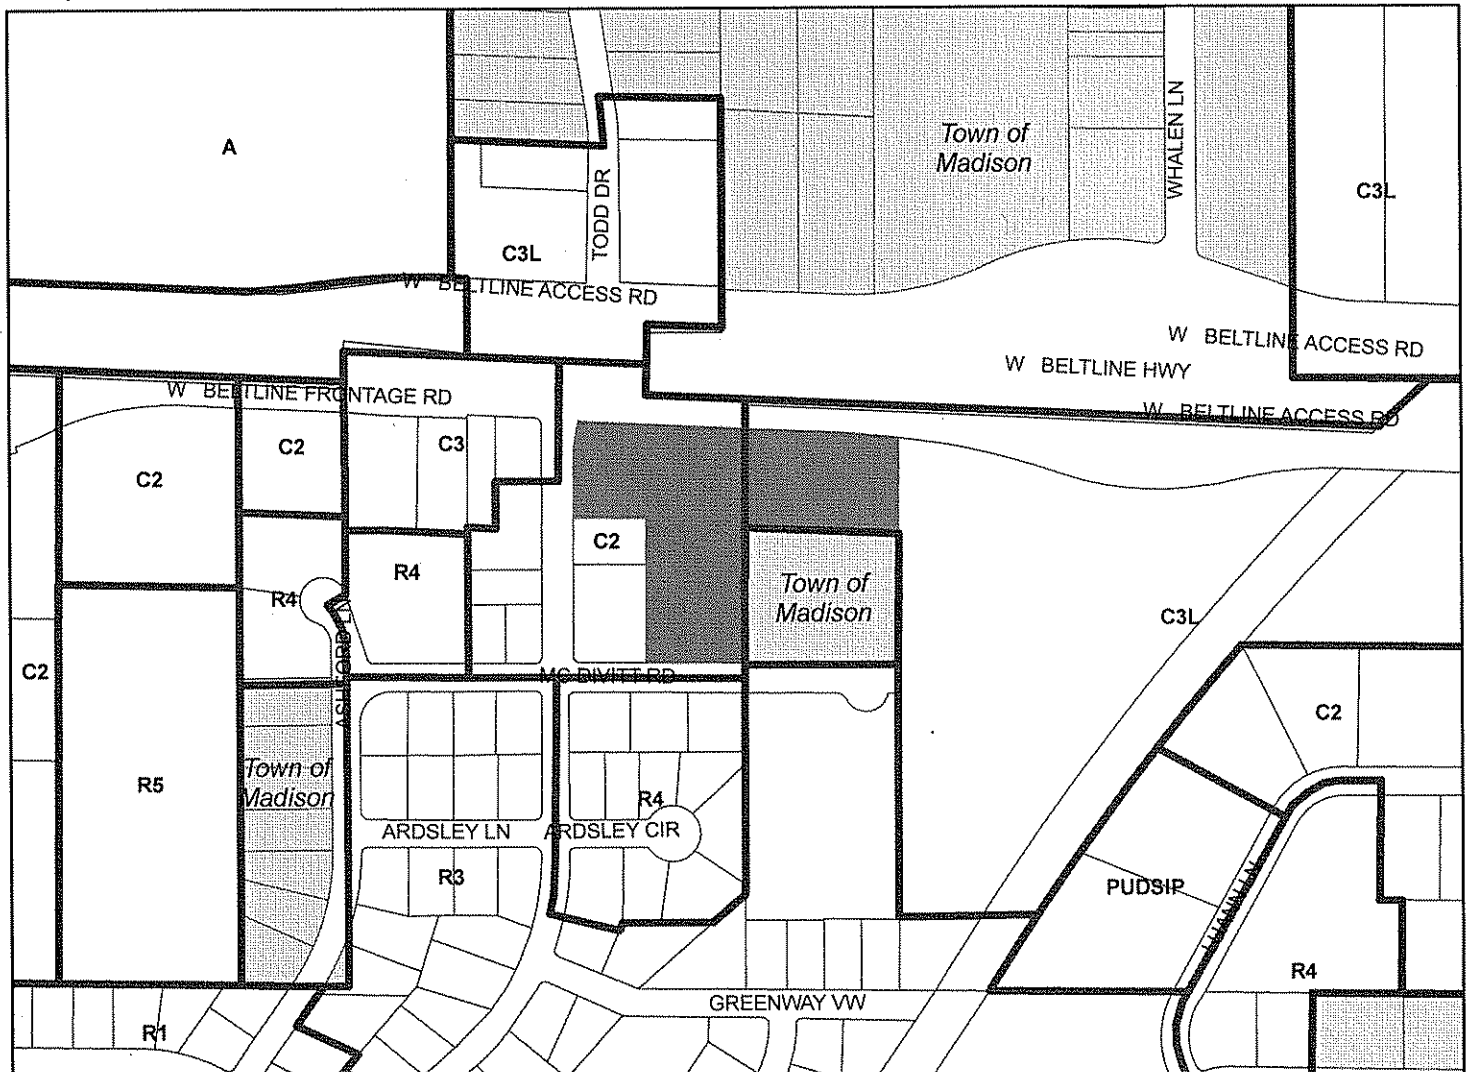 A
Town of
Madison
WHALEN LN
C3L
TODD DR
C3L
W BELTLINE ACCESS RD
W BELTLINE ACCESS RD
W BELTLINE HWY
W BELTLINE FRONTAGE RD
W BELTLINE ACCESS RD
C2
C3
C2
C2
R4
Town of
Madison
R4
C3L
ASHFORD LN
C2
MC DIVITT RD
C2
Town of
Madison
R5
R4
ARDSLEY LN
ARDSLEY CIR
R3
PUDSIP
LUANN LN
R4
GREENWAY VW
R1